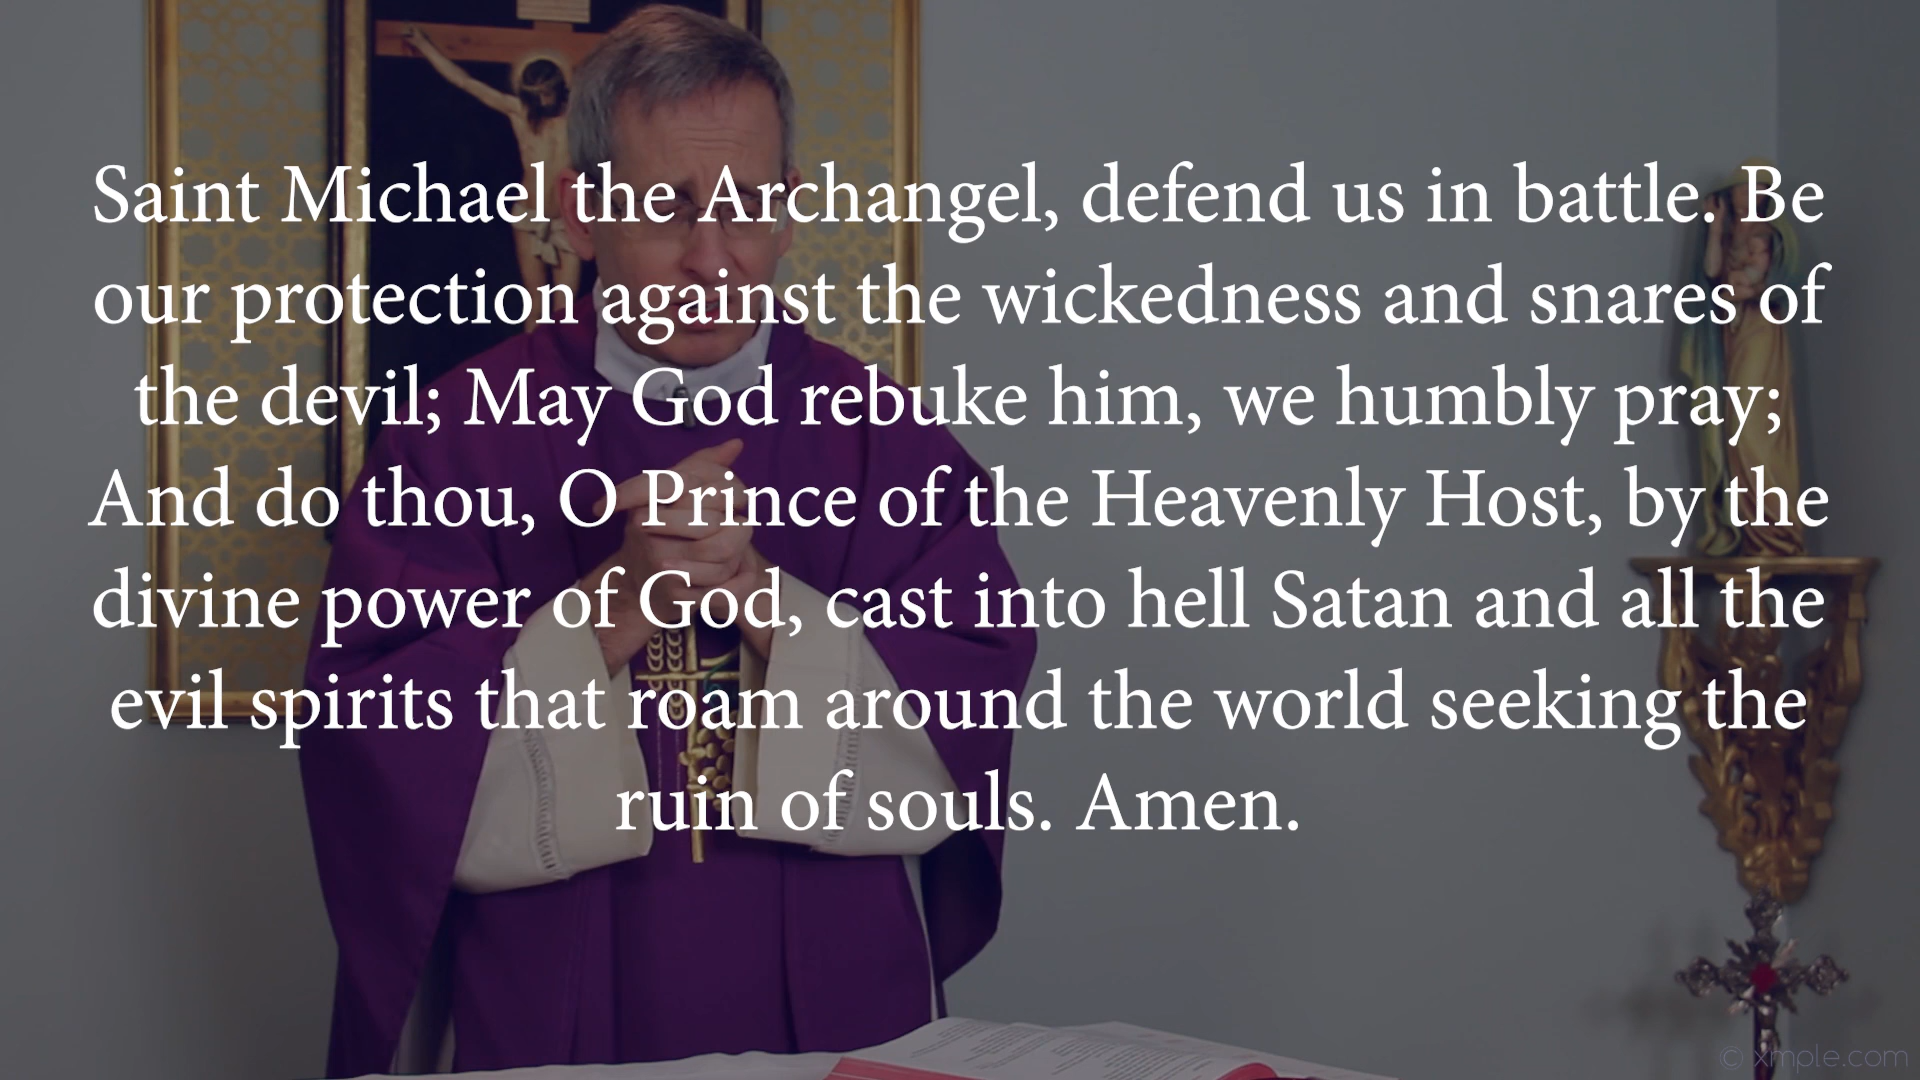 Saint Michael the Archangel, defend us in battle. Be
our protection against the wickedness and snares of
the devil; May God rebuke him, we humbly pray;
And do thou, O Prince of the Heavenly Host, by the
divine power of God, cast into hell Satan and all the
evil spirits that roam around the world seeking the
ruin of souls. Amen.
© xmple.com